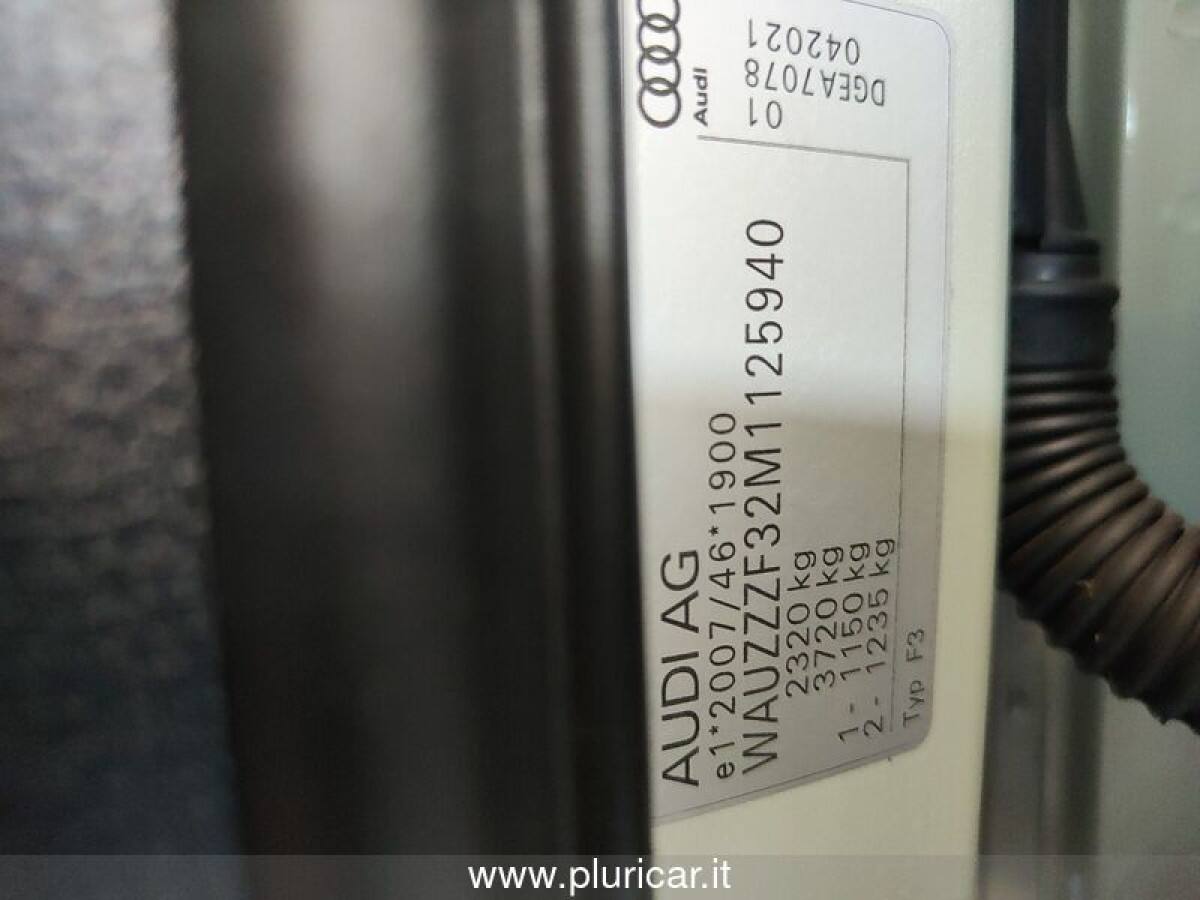 AUDI AG
e1*2007/46*1900
WAUZZZF32M1125940
2320 kg
3720 kg
1 - 1150 kg
2 - 1235 kg
Typ F3
Audi
01
DGEA7078
042021
www.pluricar.it